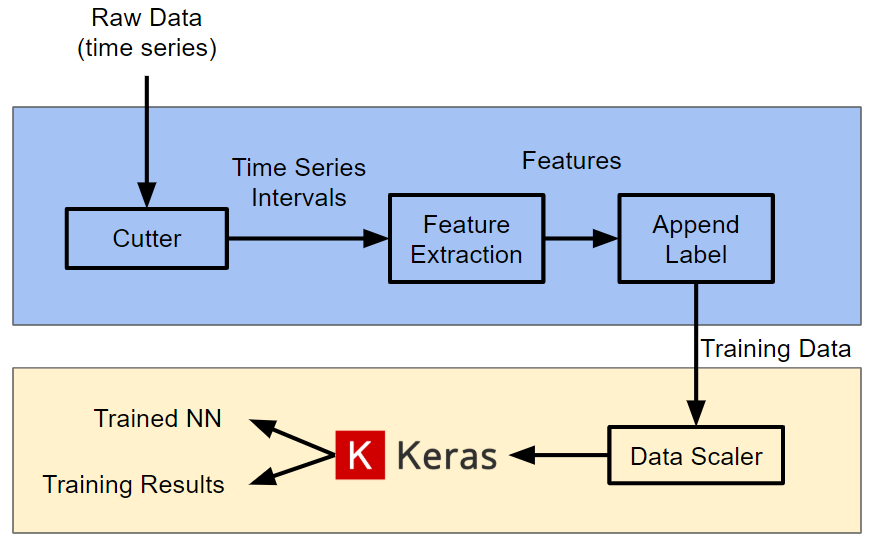 Raw Data
(time series)
Time Series
Intervals
Features
Cutter
Feature
Extraction
Append
Label
Training Data
Trained NN
Training Results
K Keras
Data Scaler